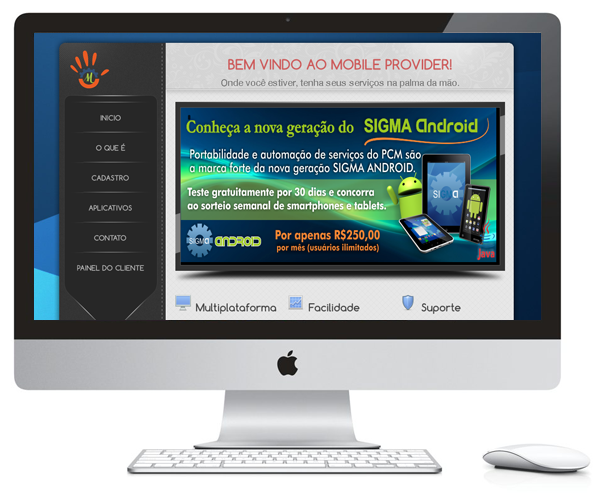 BEM VINDO AO MOBILE PROVIDER!
Onde você estiver, tenha seus serviços na palma da mão.
M
INICIO
O QUE É
CADASTRO
APLICATIVOS
CONTATO
PAINEL DO CLIENTE
Conheça a nova geração do SIGMA Android
Portabilidade e automação de serviços do PCM são
a marca forte da nova geração SIGMA ANDROID.
Teste gratuitamente por 30 dias e concorra
ao sorteio semanal de smartphones e tablets.
SIGMA ANDROID
Por apenas R$250,00
por mês (usuários ilimitados)
Java
Multiplataforma
Facilidade
Suporte